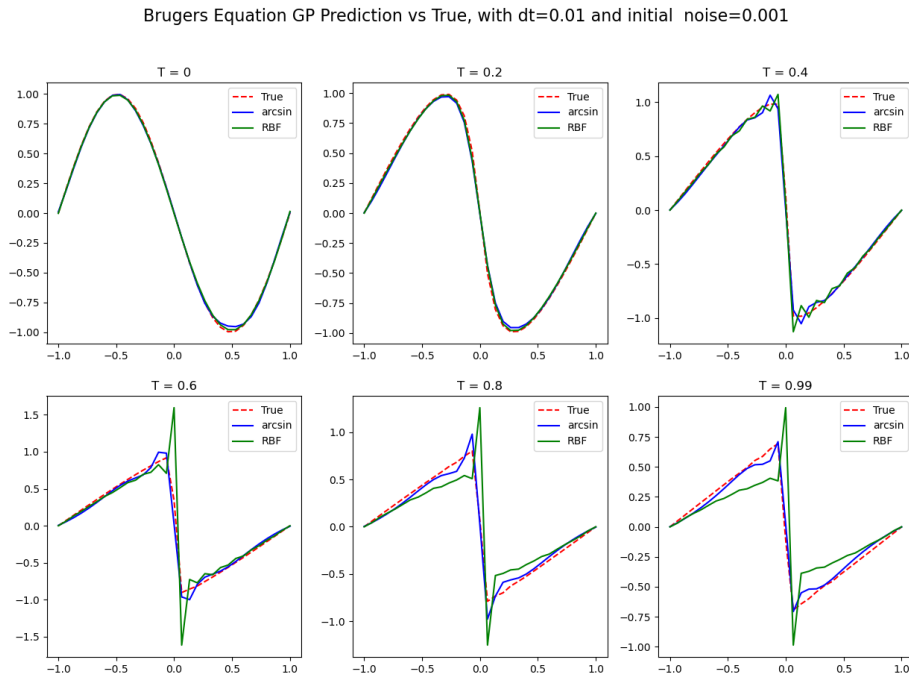 Brugers Equation GP Prediction vs True, with dt=0.01 and initial  noise=0.001
T = 0
1.00
0.75
0.50
0.25
0.00
−0.25
−0.50
−0.75
−1.00
−1.0 −0.5 0.0 0.5 1.0
True
arcsin
RBF
T = 0.2
1.00
0.75
0.50
0.25
0.00
−0.25
−0.50
−0.75
−1.00
−1.0 −0.5 0.0 0.5 1.0
True
arcsin
RBF
T = 0.4
1.0
0.5
0.0
−0.5
−1.0
−1.0 −0.5 0.0 0.5 1.0
True
arcsin
RBF
T = 0.6
1.5
1.0
0.5
0.0
−0.5
−1.0
−1.5
−1.0 −0.5 0.0 0.5 1.0
True
arcsin
RBF
T = 0.8
1.0
0.5
0.0
−0.5
−1.0
−1.0 −0.5 0.0 0.5 1.0
True
arcsin
RBF
T = 0.99
1.00
0.75
0.50
0.25
0.00
−0.25
−0.50
−0.75
−1.00
−1.0 −0.5 0.0 0.5 1.0
True
arcsin
RBF